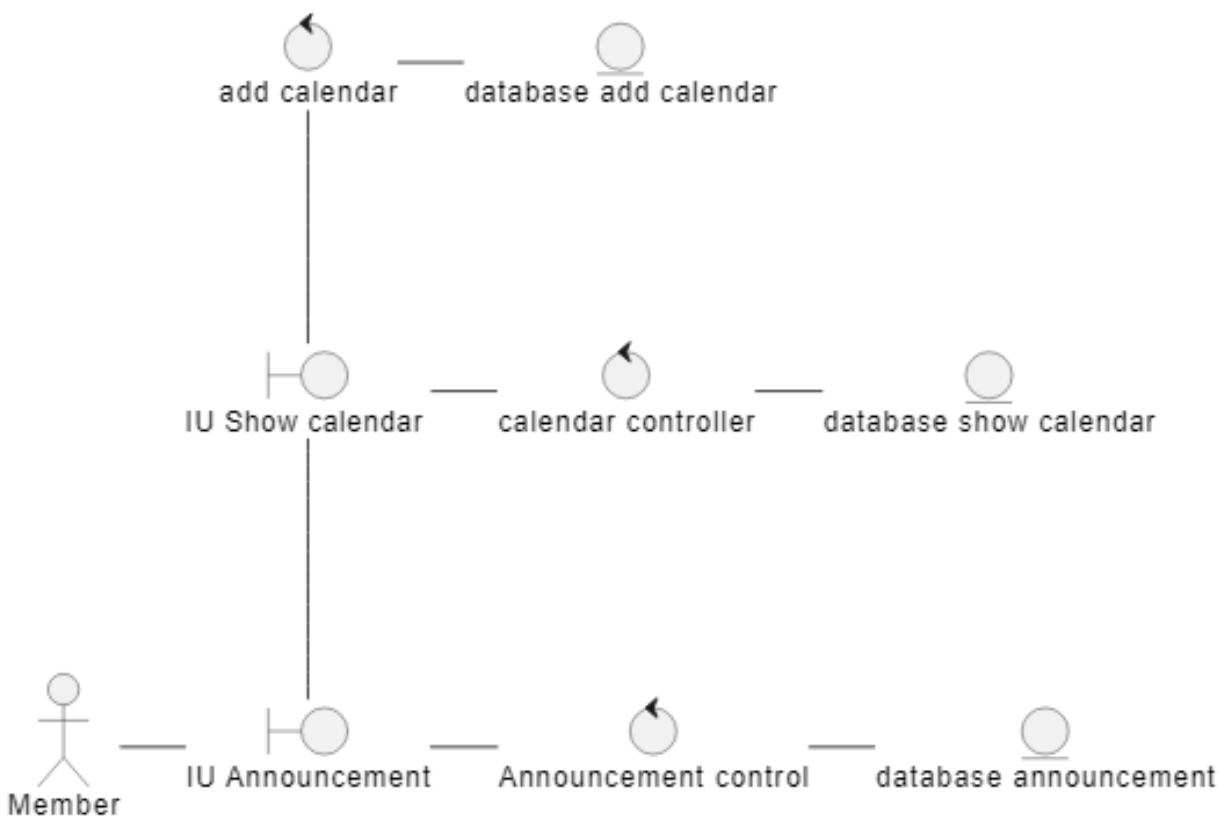 add calendar
database add calendar
IU Show calendar
calendar controller
database show calendar
IU Announcement
Announcement control
database announcement
Member